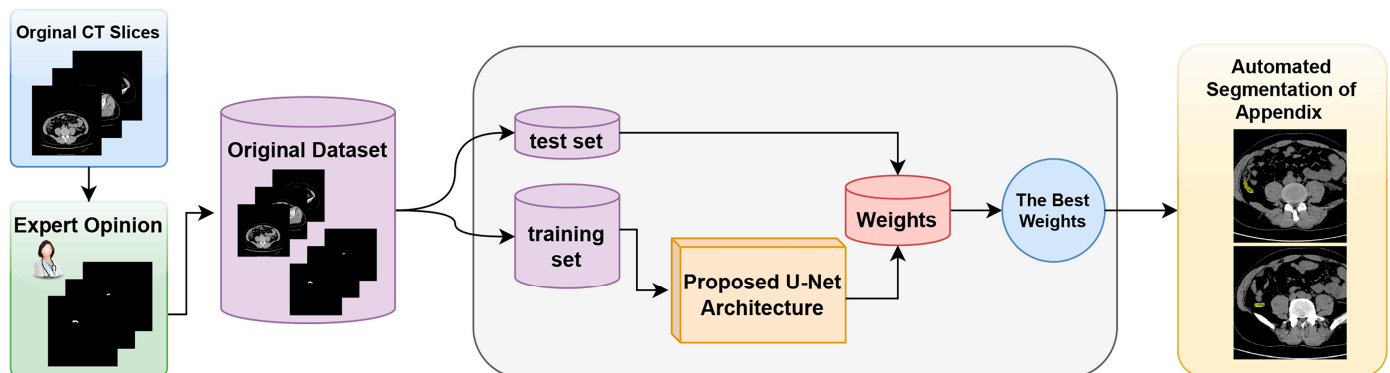 Orginal CT Slices
Expert Opinion
Original Dataset
test set
training
set
Proposed U-Net
Architecture
Weights
The Best
Weights
Automated
Segmentation of
Appendix